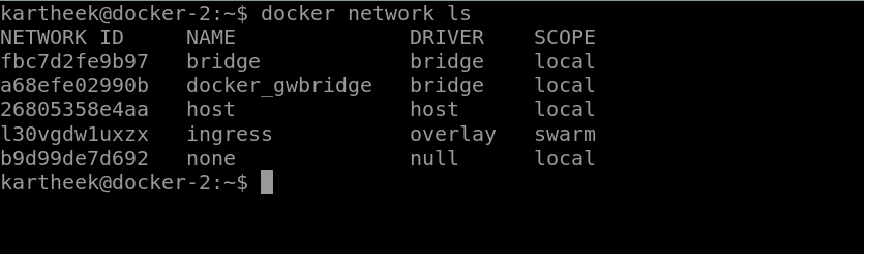 kartheek@docker-2:~$ docker network ls
NETWORK ID     NAME              DRIVER    SCOPE
fbc7d2fe9b97   bridge            bridge    local
a68efe02990b   docker_gwbridge   bridge    local
26805358e4aa   host              host      local
l30vgdw1uxzx   ingress           overlay   swarm
b9d99de7d692   none              null      local
kartheek@docker-2:~$